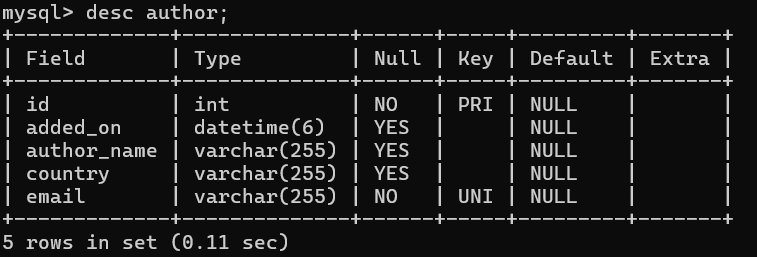 mysql> desc author;
+-------------+--------------+------+-----+---------+-------+
| Field       | Type         | Null | Key | Default | Extra |
+-------------+--------------+------+-----+---------+-------+
| id          | int          | NO   | PRI | NULL    |       |
| added_on    | datetime(6)  | YES  |     | NULL    |       |
| author_name | varchar(255) | YES  |     | NULL    |       |
| country     | varchar(255) | YES  |     | NULL    |       |
| email       | varchar(255) | NO   | UNI | NULL    |       |
+-------------+--------------+------+-----+---------+-------+
5 rows in set (0.11 sec)